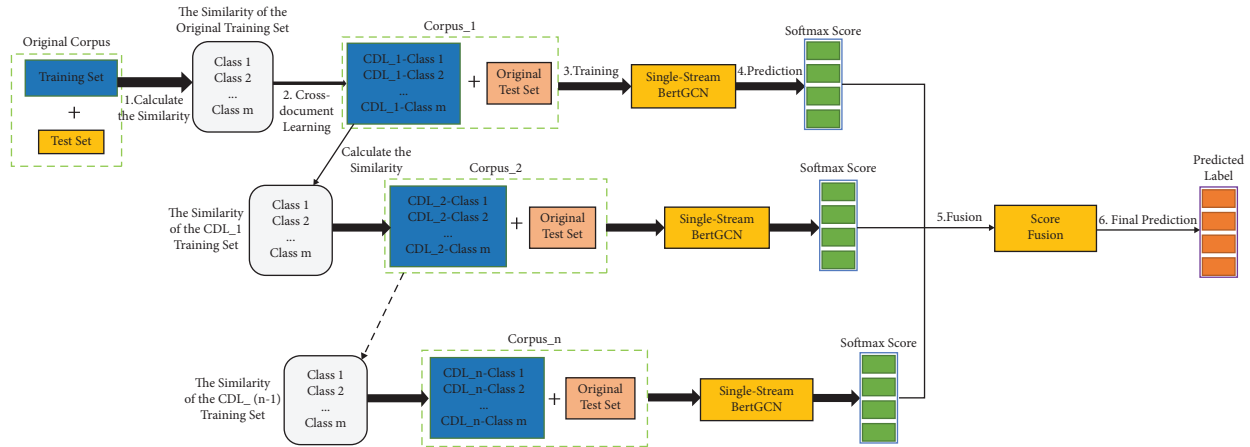 The Similarity of the
Original Training Set
Original Corpus
Training Set
+
Test Set
1.Calculate
the Similarity
Class 1
Class 2
...
Class m
2. Cross-
document
Learning
Corpus_1
CDL_1-Class 1
CDL_1-Class 2
...
CDL_1-Class m
+
Original
Test Set
3.Training
Single-Stream
BertGCN
4.Prediction
Softmax Score
Calculate the
Similarity
The Similarity
of the CDL_1
Training Set
Class 1
Class 2
...
Class m
Corpus_2
CDL_2-Class 1
CDL_2-Class 2
...
CDL_2-Class m
+
Original
Test Set
Single-Stream
BertGCN
Softmax Score
5.Fusion
Score
Fusion
6. Final Prediction
Predicted
Label
The Similarity
of the CDL_ (n-1)
Training Set
Class 1
Class 2
...
Class m
Corpus_n
CDL_n-Class 1
CDL_n-Class 2
...
CDL_n-Class m
+
Original
Test Set
Single-Stream
BertGCN
Softmax Score